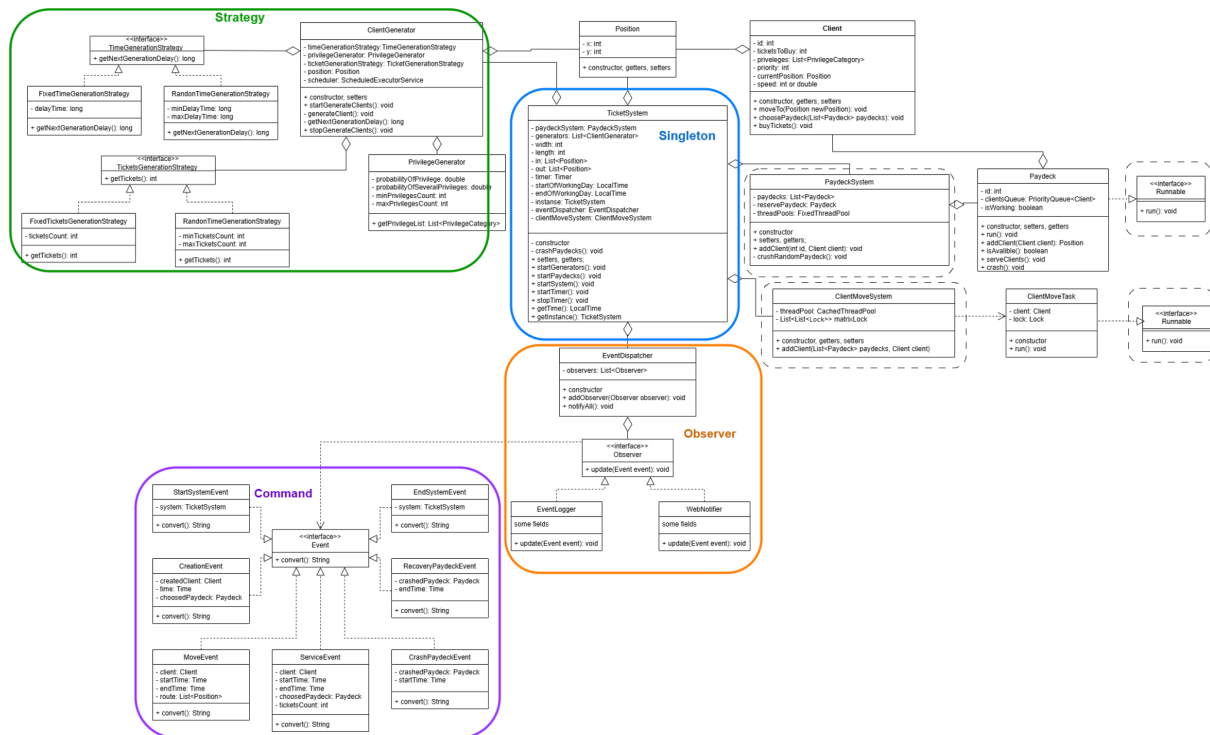 Strategy
<<interface>>
TimeGenerationStrategy
+ getNextGenerationDelay(): long
FixedTimeGenerationStrategy
- delayTime: long
+ getNextGenerationDelay(): long
RandonTimeGenerationStrategy
- minDelayTime: long
- maxDelayTime: long
+ getNextGenerationDelay(): long
<<interface>>
TicketsGenerationStrategy
+ getTickets(): int
FixedTicketsGenerationStrategy
- ticketsCount: int
+ getTickets(): int
RandonTimeGenerationStrategy
- minTicketsCount: int
- maxTicketsCount: int
+ getTickets(): int
ClientGenerator
- timeGenerationStrategy:TimeGenerationStrategy
- privilegeGenerator: PrivilegeGenerator
- ticketGenerationStrategy: TicketGenerationStrategy
- position: Position
- scheduler: ScheduledExecutorService
+ constructor, setters
+ startGenerateClients(): void
- generateClient(): void
- getNextGenerationDelay(): long
+ stopGenerateClients(): void
PrivilegeGenerator
- probabilityOfPrivilege: double
- probabilityOfSeveralPrivileges: double
- minPrivilegesCount: int
- maxPrivilegesCount: int
+ getPrivilegeList: List<PrivilegeCategory>
Position
- x: int
- y: int
+ constructor, getters, setters
Client
- id: int
- ticketsToBuy: int
- priveleges: List<PrivilegeCategory>
- priority: int
- currentPosition: Position
- speed: int or double
+ constructor, getters, setters
+ moveTo(Position newPosition): void
+ choosePaydeck(List<Paydeck> paydecks): void
+ buyTickets(): void
TicketSystem
- paydeckSystem: PaydeckSystem
- generators: List<ClientGenerator>
- width: int
- length: int
- in: List<Position>
- out: List<Position>
- timer: Timer
- startOfWorkingDay: LocalTime
- endOfWorkingDay: LocalTime
- instanse: TicketSystem
- eventDispatcher: EventDispatcher
- clientMoveSystem: ClientMoveSystem
- constructor
- crashPaydecks(): void
+ setters, getters;
+ startGenerators(): void
+ startPaydecks(): void
+ startSystem(): void
+ startTimer(): void
+ stopTimer(): void
+ getTime(): LocalTime
+ getInstance(): TicketSystem
Singleton
PaydeckSystem
- paydecks: List<Paydeck>
- reservePaydeck: Paydeck
- threadPools: FixedThreadPool
+ constructor
+ setters, getters;
+ addClient(int id, Client client): void
- crushRandomPaydeck(): void
Paydeck
- id: int
- clientsQueue: PriorityQueue<Client>
- isWorking: boolean
+ constructor, setters, getters
+ run(): void
+ addClient(Client client): Position
+ isAvalible(): boolean
+ serveClients(): void
+ crash(): void
<<interface>>
Runnable
+ run(): void
ClientMoveSystem
- threadPool: CachedThreadPool
- List<List<Lock>> matrixLock
+ constructor, getters, setters
+ addClient(List<Paydeck> paydecks, Client client)
ClientMoveTask
- client: Client
- lock: Lock
+ constuctor
+ run(): void
<<interface>>
Runnable
+ run(): void
EventDispatcher
- observers: List<Observer>
+ constructor
+ addObserver(Observer observer): void
+ notifyAll(): void
Observer
<<interface>>
Observer
+ update(Event event): void
EventLogger
some fields
+ update(Event event): void
WebNotifier
some fields
+ update(Event event): void
Command
StartSystemEvent
- system: TicketSystem
+ convert(): String
EndSystemEvent
- system: TicketSystem
+ convert(): String
<<interface>>
Event
+ convert(): String
CreationEvent
- createdClient: Client
- time: Time
- choosedPaydeck: Paydeck
+ convert(): String
RecoveryPaydeckEvent
- crashedPaydeck: Paydeck
- endTime: Time
+ convert(): String
MoveEvent
- client: Client
- startTime: Time
- endTime: Time
- route: List<Position>
+ convert(): String
ServiceEvent
- client: Client
- startTime: Time
- endTime: Time
- choosedPaydeck: Paydeck
- ticketsCount: int
+ convert(): String
CrashPaydeckEvent
- crashedPaydeck: Paydeck
- startTime: Time
+ convert(): String